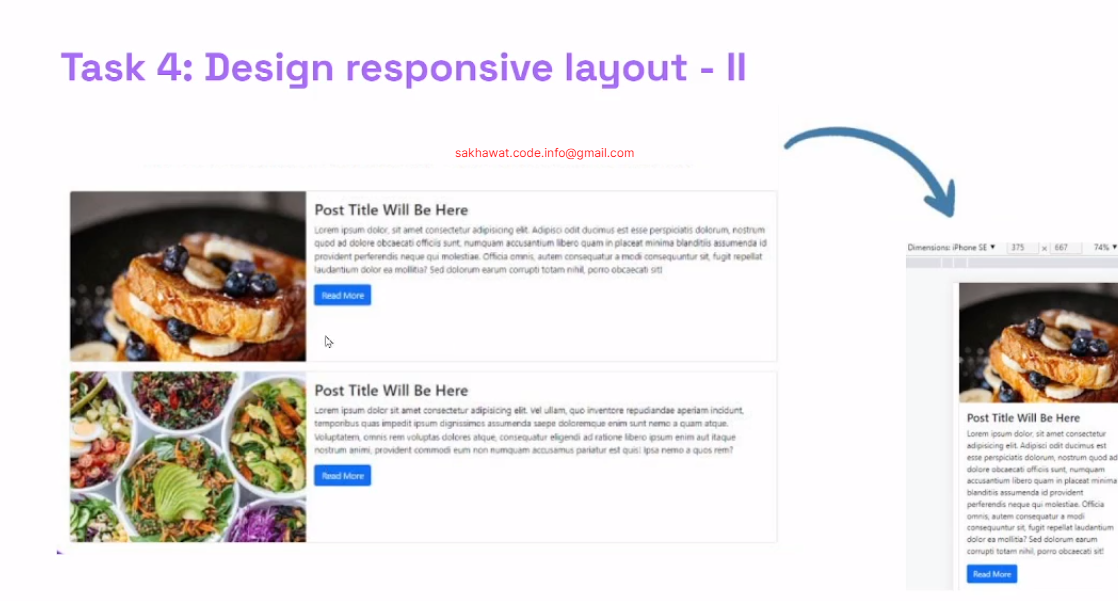 Task 4: Design responsive layout - II
sakhawat.code.info@gmail.com
Post Title Will Be Here
Lorem ipsum dolor, sit amet consectetur adipisicing elit. Adipisci odit ducimus est esse perspiciatis dolorum, nostrum
quod ad dolore obcaecati officiis sunt, numquam accusantium libero quam in placeat minima blanditiis assumenda id
provident perferendis neque qui molestiae. Officia omnis, autem consequatur a modi consequuntur sit, fugit repellat
laudantium dolor ea mollitia? Sed dolorum earum corrupti totam nihil, porro obcaecati sit!
Read More
Post Title Will Be Here
Lorem ipsum dolor sit amet consectetur adipisicing elit. Vel ullam, quo inventore repudiandae aperiam incidunt,
temporibus quas impedit ipsum dignissimos assumenda saepe doloremque enim sunt nemo a quam atque.
Voluptatem, omnis rem voluptas dolores atque, consequatur eligendi ad ratione libero ipsum enim aut itaque
nostrum animi, provident commodi eum non numquam accusamus pariatur est quis! Ipsa nemo a quos rem?
Read More
Dimensions: iPhone SE ▼ 375 × 667 74% ▼
Post Title Will Be Here
Lorem ipsum dolor, sit amet consectetur
adipisicing elit. Adipisci odit ducimus est
esse perspiciatis dolorum, nostrum quod ad
dolore obcaecati officiis sunt, numquam
accusantium libero quam in placeat minima
blanditiis assumenda id provident
perferendis neque qui molestiae. Officia
omnis, autem consequatur a modi
consequuntur sit, fugit repellat laudantium
dolor ea mollitia? Sed dolorum earum
corrupti totam nihil, porro obcaecati sit!
Read More